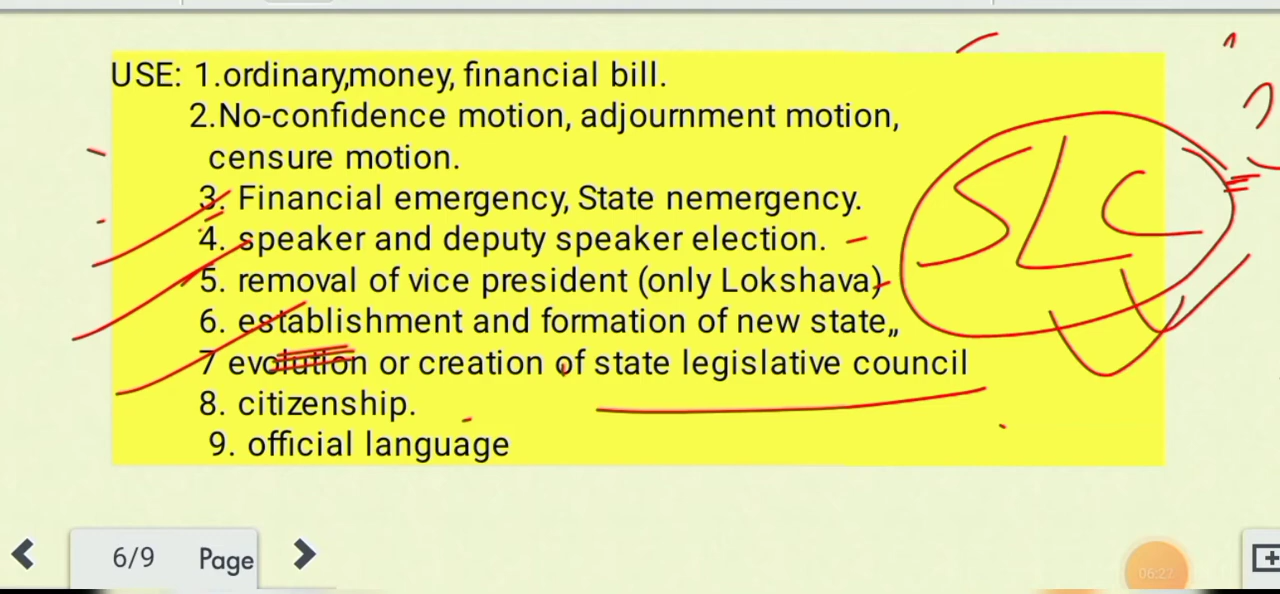 USE: 1.ordinary,money, financial bill.
2.No-confidence motion, adjournment motion,
censure motion.
3. Financial emergency, State nemergency.
4. speaker and deputy speaker election.
5. removal of vice president (only Lokshava)
6. establishment and formation of new state,,
7 evolution or creation of state legislative council
8. citizenship.
9. official language
SLC
6/9 Page
06:27